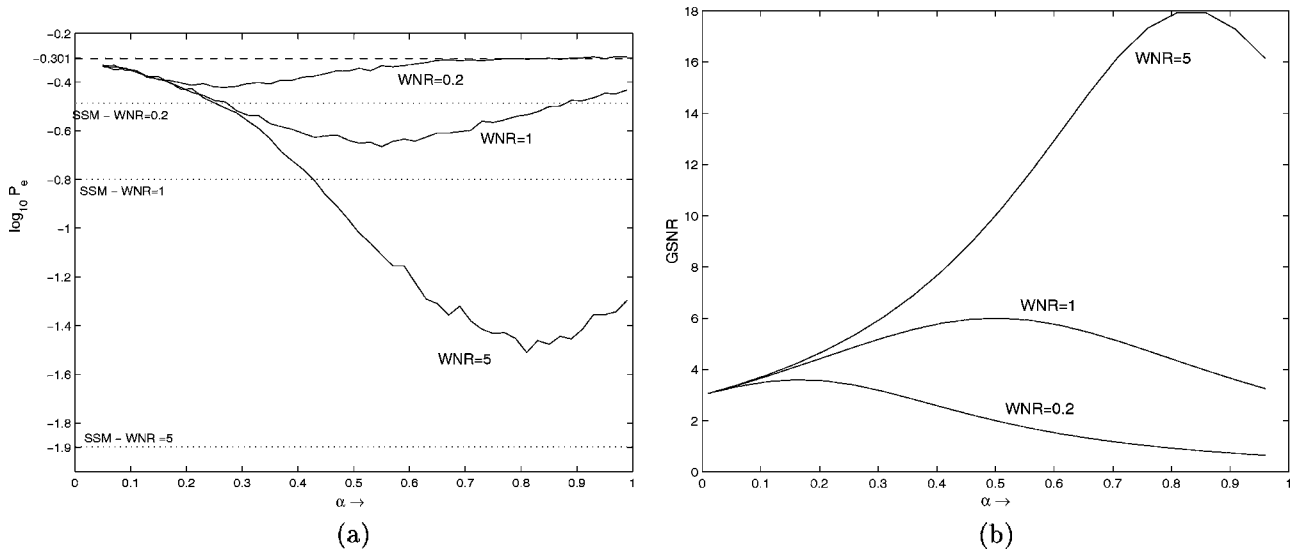 -0.2
-0.301
-0.4
-0.6
-0.8
-1
-1.2
-1.4
-1.6
-1.8
-1.9
log10 Pe
WNR=0.2
SSM – WNR=0.2
WNR=1
SSM – WNR=1
WNR=5
SSM – WNR =5
0 0.1 0.2 0.3 0.4 0.5 0.6 0.7 0.8 0.9 1
α →
(a)
18
16
14
12
10
8
6
4
2
0
GSNR
WNR=5
WNR=1
WNR=0.2
0 0.1 0.2 0.3 0.4 0.5 0.6 0.7 0.8 0.9 1
α →
(b)